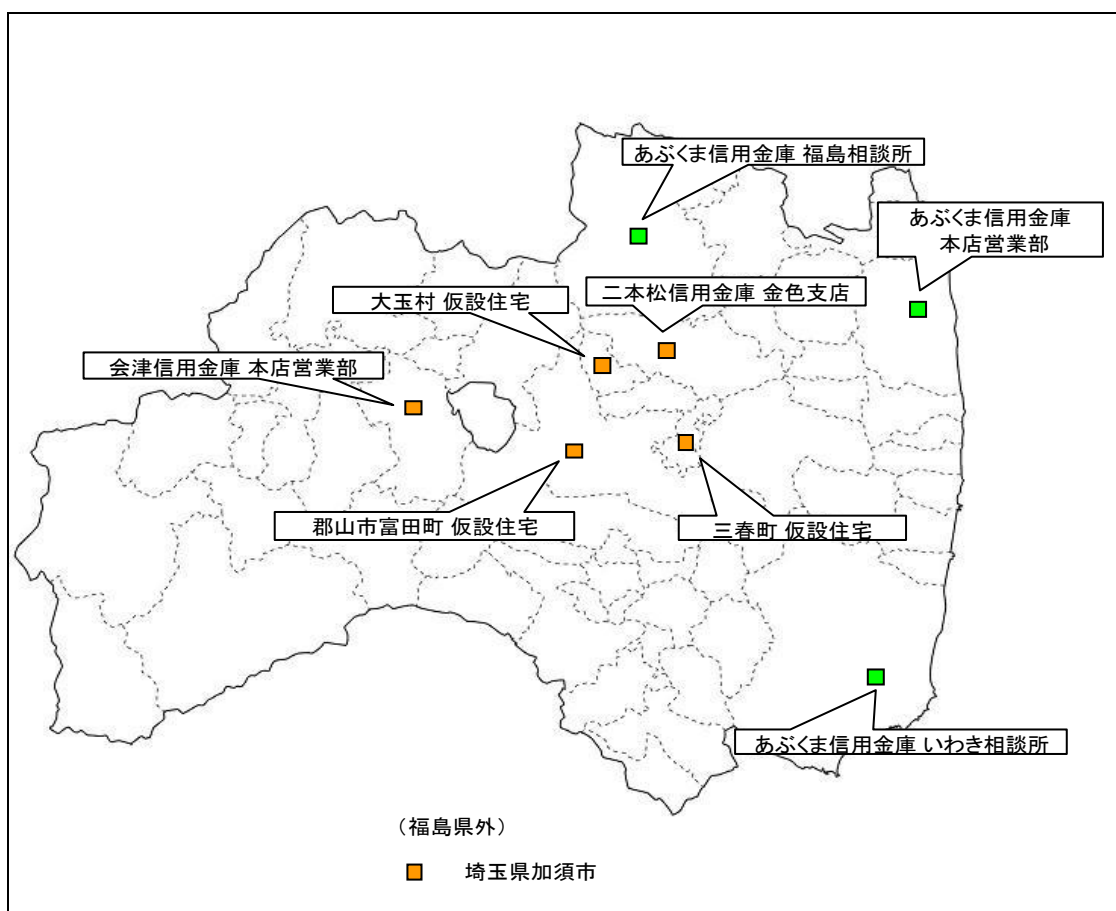 あぶくま信用金庫 福島相談所
あぶくま信用金庫
本店営業部
二本松信用金庫 金色支店
大玉村 仮設住宅
会津信用金庫 本店営業部
郡山市富田町 仮設住宅
三春町 仮設住宅
あぶくま信用金庫 いわき相談所
（福島県外）
埼玉県加須市